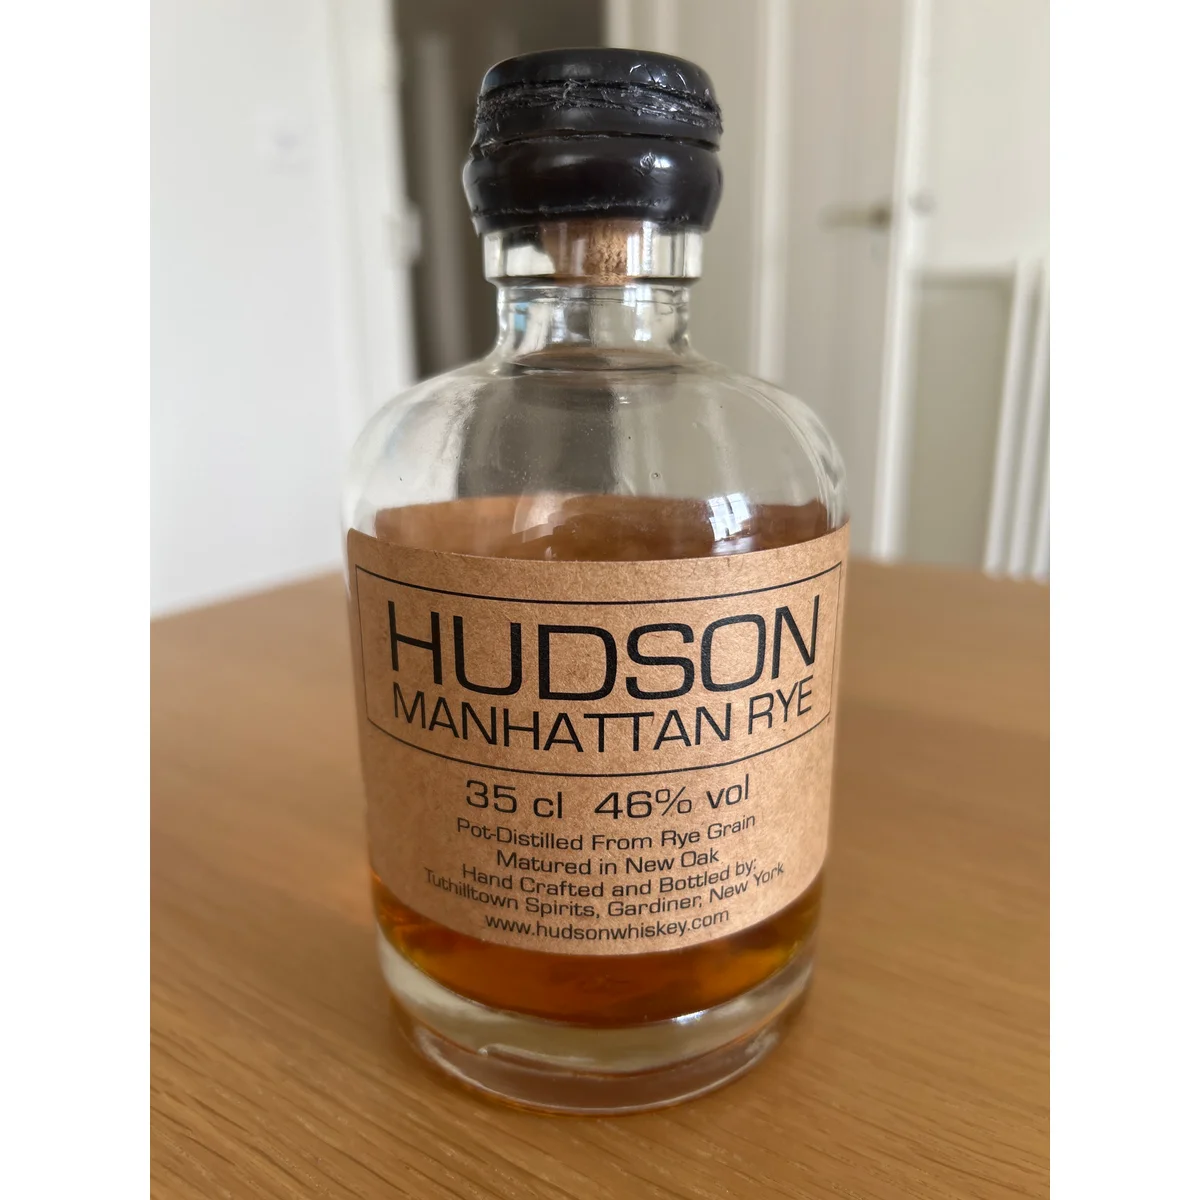 HUDSON
MANHATTAN RYE
35 cl 46% vol
Pot-Distilled From Rye Grain
Matured in New Oak
Hand Crafted and Bottled by:
Tuthilltown Spirits, Gardiner, New York
www.hudsonwhiskey.com